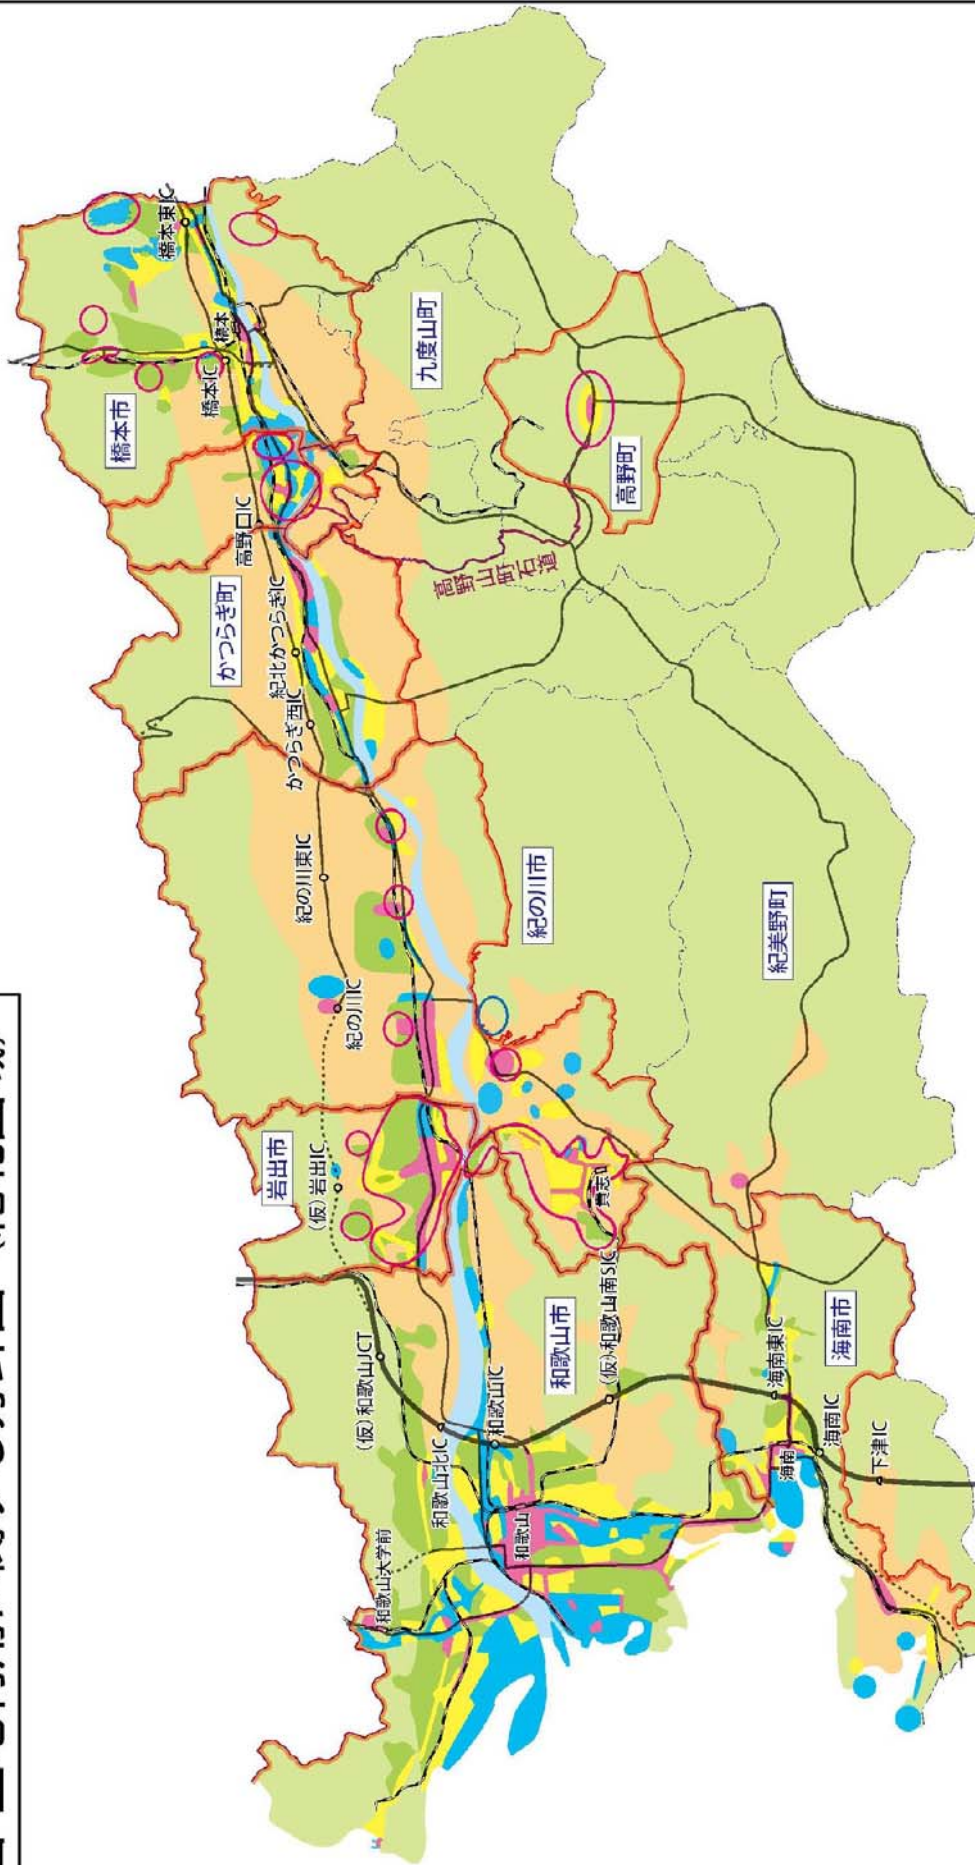 橋本東IC
橋本
橋本IC
橋本市
九度山町
高野町
高野口IC
高野山町石道
かつらぎ町
紀北かつらぎIC
かつらぎ西IC
紀の川東IC
紀の川市
紀美野町
紀の川IC
岩出市
(仮)岩出IC
貴志
(仮)和歌山南SIC
和歌山市
(仮)和歌山JCT
和歌山北IC
和歌山IC
和歌山
和歌山大学前
海南市
海南東IC
海南IC
海南
下津IC